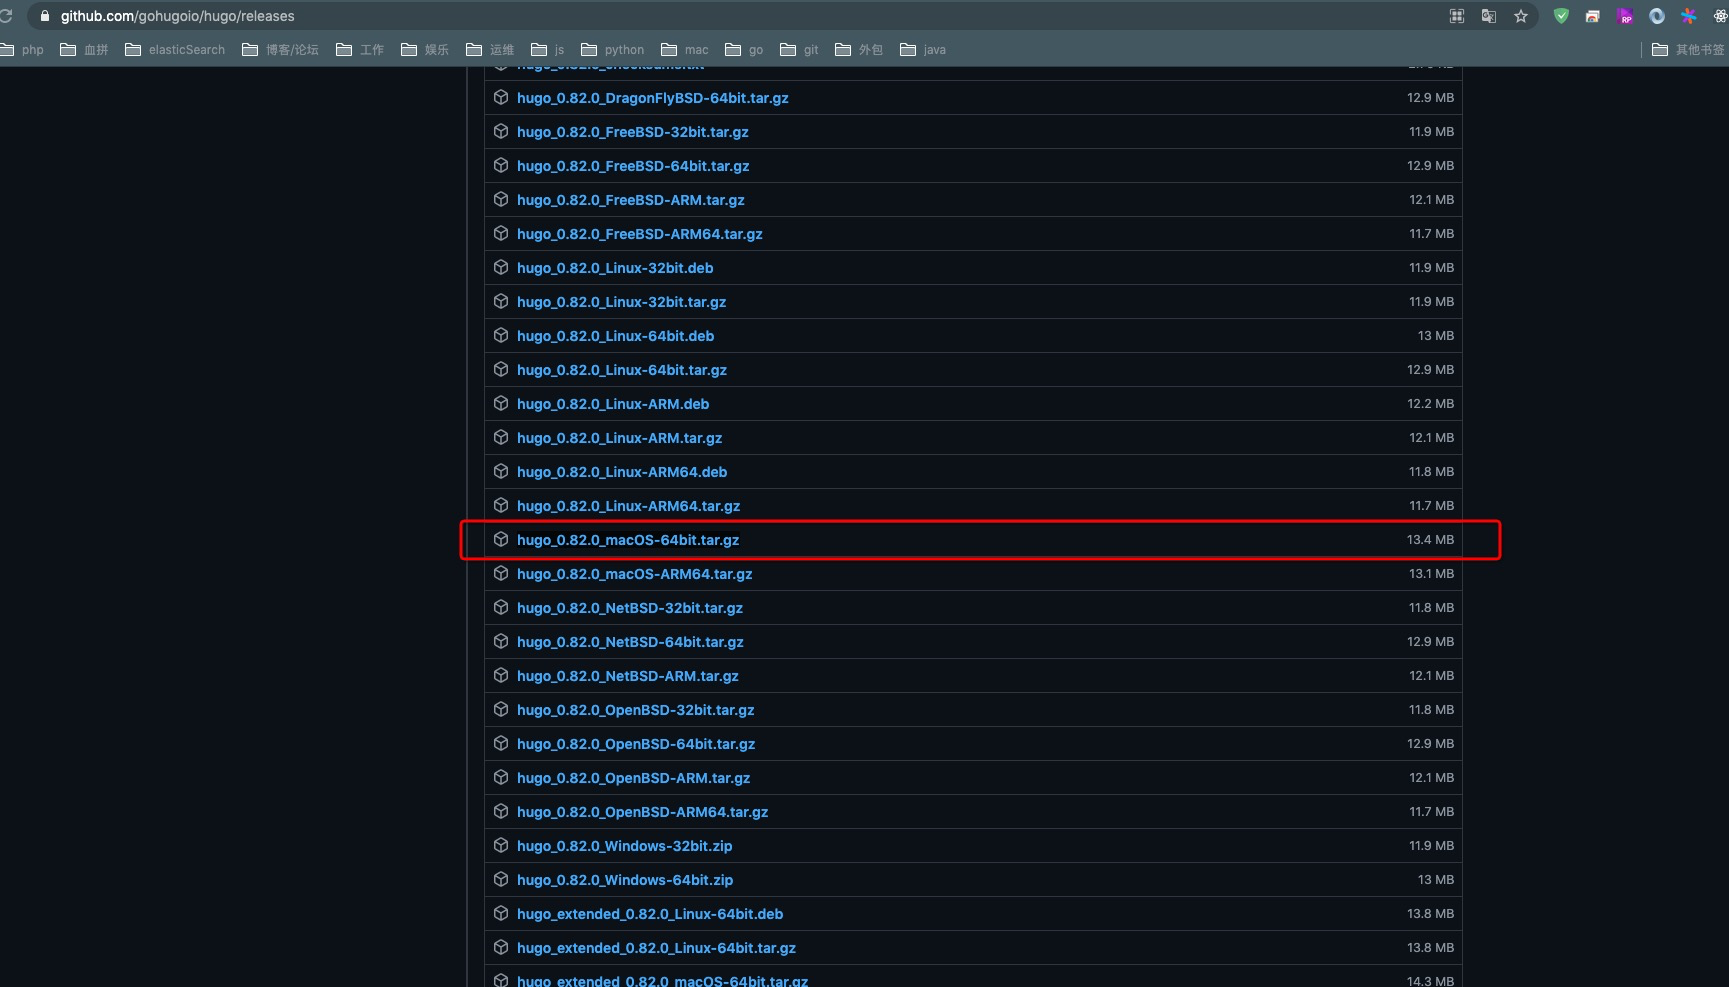 github.com/gohugoio/hugo/releases
php 血拼 elasticSearch 博客/论坛 工作 娱乐 运维 js python mac go git 外包 java 其他书签
hugo_0.82.0_checksums.txt
hugo_0.82.0_DragonFlyBSD-64bit.tar.gz 12.9 MB
hugo_0.82.0_FreeBSD-32bit.tar.gz 11.9 MB
hugo_0.82.0_FreeBSD-64bit.tar.gz 12.9 MB
hugo_0.82.0_FreeBSD-ARM.tar.gz 12.1 MB
hugo_0.82.0_FreeBSD-ARM64.tar.gz 11.7 MB
hugo_0.82.0_Linux-32bit.deb 11.9 MB
hugo_0.82.0_Linux-32bit.tar.gz 11.9 MB
hugo_0.82.0_Linux-64bit.deb 13 MB
hugo_0.82.0_Linux-64bit.tar.gz 12.9 MB
hugo_0.82.0_Linux-ARM.deb 12.2 MB
hugo_0.82.0_Linux-ARM.tar.gz 12.1 MB
hugo_0.82.0_Linux-ARM64.deb 11.8 MB
hugo_0.82.0_Linux-ARM64.tar.gz 11.7 MB
hugo_0.82.0_macOS-64bit.tar.gz 13.4 MB
hugo_0.82.0_macOS-ARM64.tar.gz 13.1 MB
hugo_0.82.0_NetBSD-32bit.tar.gz 11.8 MB
hugo_0.82.0_NetBSD-64bit.tar.gz 12.9 MB
hugo_0.82.0_NetBSD-ARM.tar.gz 12.1 MB
hugo_0.82.0_OpenBSD-32bit.tar.gz 11.8 MB
hugo_0.82.0_OpenBSD-64bit.tar.gz 12.9 MB
hugo_0.82.0_OpenBSD-ARM.tar.gz 12.1 MB
hugo_0.82.0_OpenBSD-ARM64.tar.gz 11.7 MB
hugo_0.82.0_Windows-32bit.zip 11.9 MB
hugo_0.82.0_Windows-64bit.zip 13 MB
hugo_extended_0.82.0_Linux-64bit.deb 13.8 MB
hugo_extended_0.82.0_Linux-64bit.tar.gz 13.8 MB
hugo_extended_0.82.0_macOS-64bit.tar.gz 14.3 MB